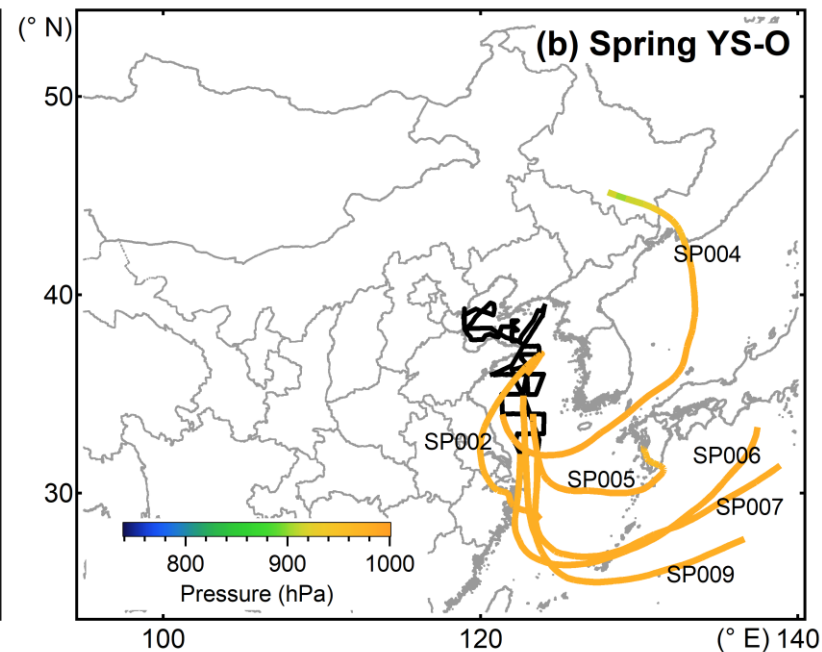 (° N)
(b) Spring YS-O
50
SP004
40
SP002
SP006
SP005
30
SP007
800
900
1000
SP009
Pressure (hPa)
100
120
(° E)
140